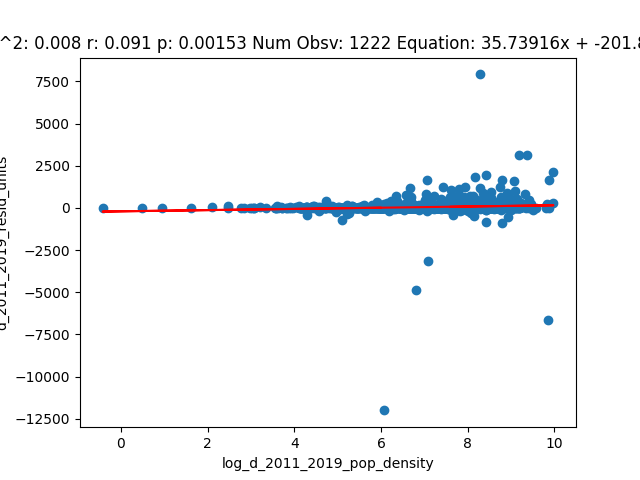 ^2: 0.008 r: 0.091 p: 0.00153 Num Obsv: 1222 Equation: 35.73916x + -201.8
7500
5000
2500
0
−2500
−5000
−7500
−10000
−12500
d_2011_2019_resid_units
0 2 4 6 8 10
log_d_2011_2019_pop_density